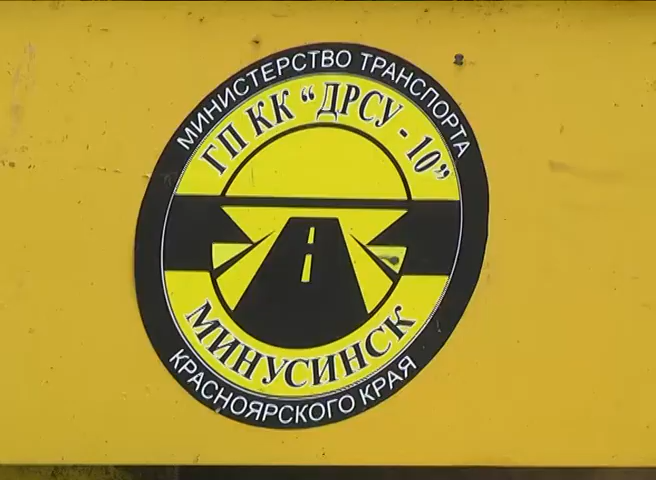 МИНИСТЕРСТВО ТРАНСПОРТА
ГП КК “ДРСУ - 10”
МИНУСИНСК
КРАСНОЯРСКОГО КРАЯ